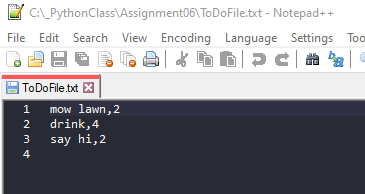 C:\_PythonClass\Assignment06\ToDoFile.txt - Notepad++
File Edit Search View Encoding Language Settings Too
ToDoFile.txt
1 mow lawn,2
2 drink,4
3 say hi,2
4